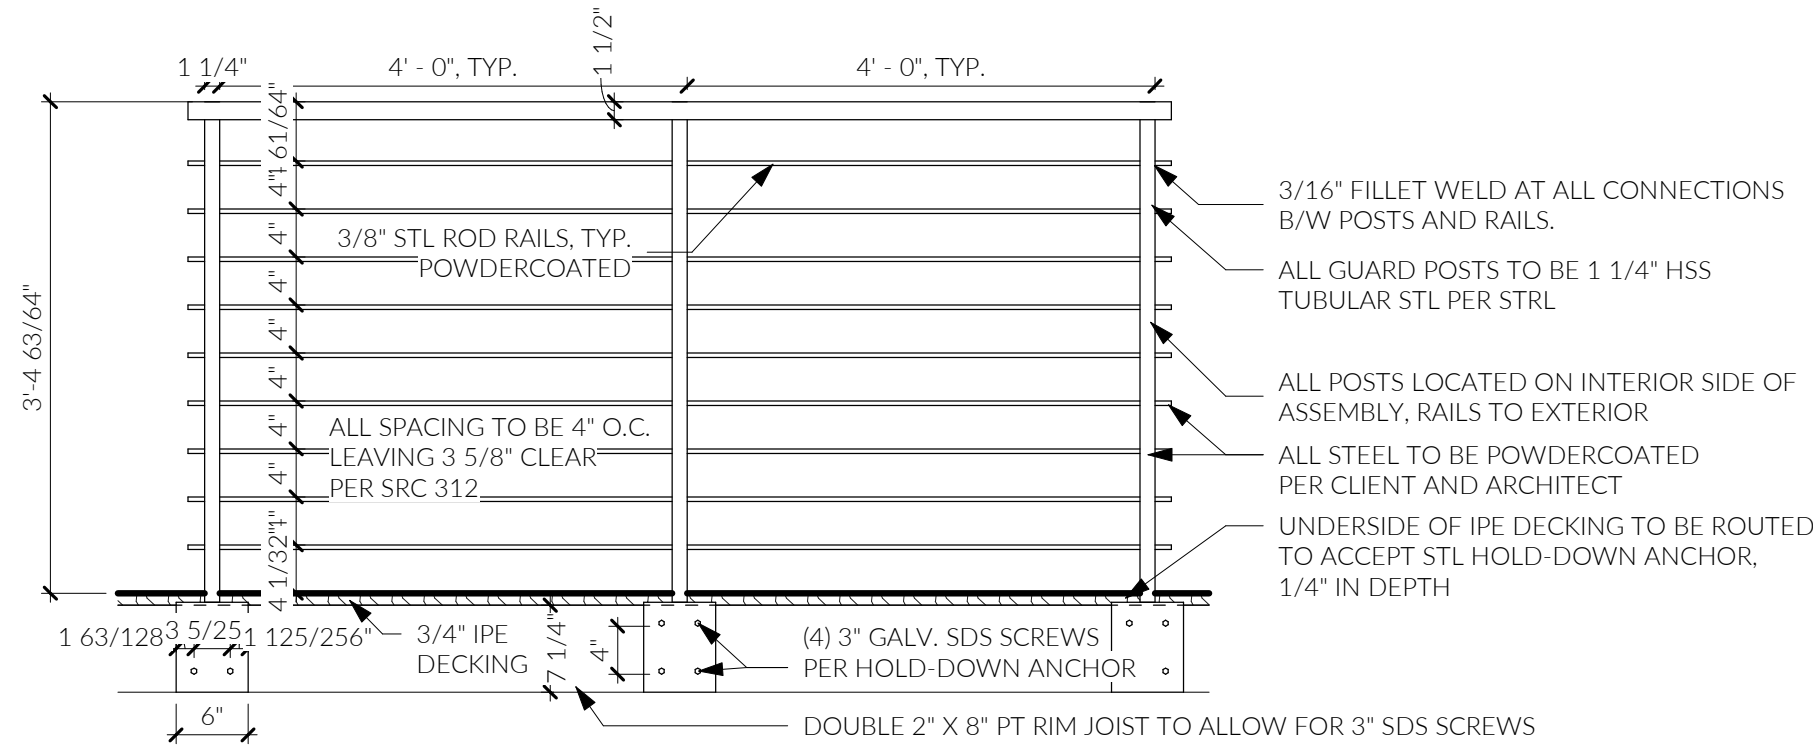 1 1/2"
1 1/4"
4' - 0", TYP.
4' - 0", TYP.
61/64"
4"
3/16" FILLET WELD AT ALL CONNECTIONS
B/W POSTS AND RAILS.
4"
3/8" STL ROD RAILS, TYP.
POWDERCOATED
ALL GUARD POSTS TO BE 1 1/4" HSS
TUBULAR STL PER STRL
4"
3'-4 63/64"
4"
4"
ALL POSTS LOCATED ON INTERIOR SIDE OF
ASSEMBLY, RAILS TO EXTERIOR
4"
ALL SPACING TO BE 4" O.C.
LEAVING 3 5/8" CLEAR
PER SRC 312
ALL STEEL TO BE POWDERCOATED
PER CLIENT AND ARCHITECT
4"
4 1/32"
UNDERSIDE OF IPE DECKING TO BE ROUTED
TO ACCEPT STL HOLD-DOWN ANCHOR,
1/4" IN DEPTH
1 63/128
3 5/25
1 125/256"
3/4" IPE
DECKING
7 1/4"
4"
(4) 3" GALV. SDS SCREWS
PER HOLD-DOWN ANCHOR
6"
DOUBLE 2" X 8" PT RIM JOIST TO ALLOW FOR 3" SDS SCREWS